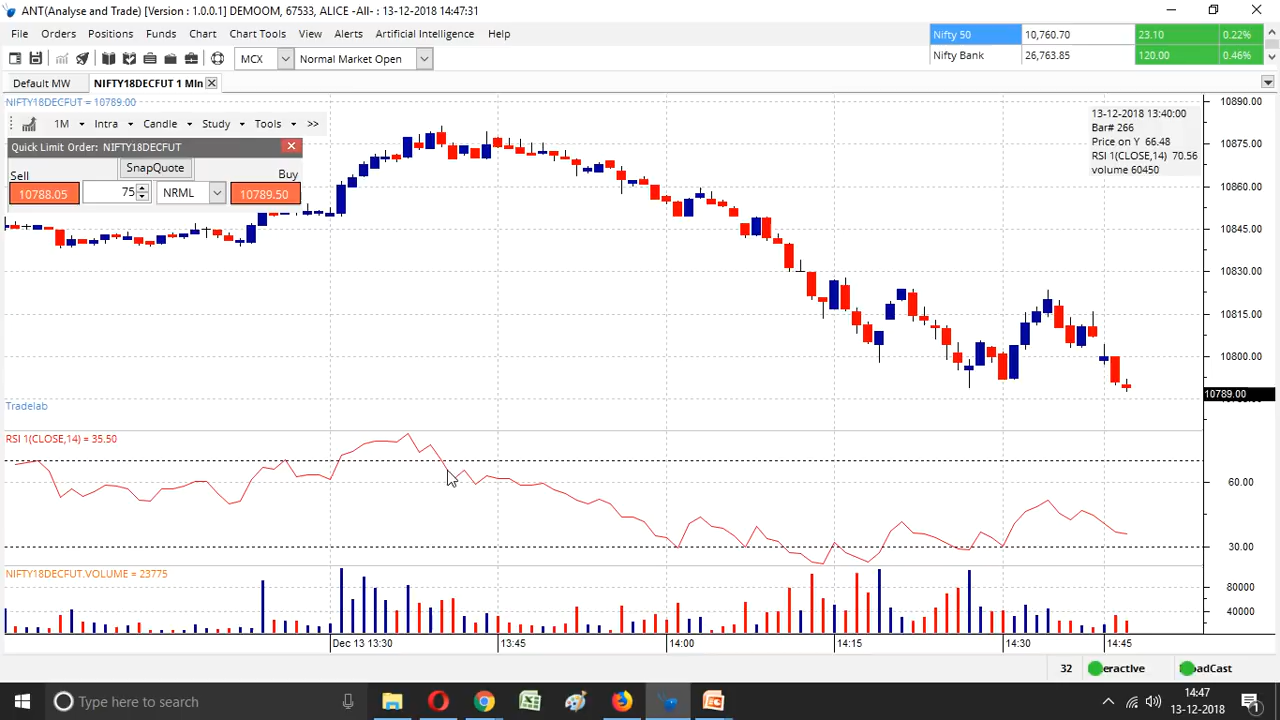 ANT(Analyse and Trade) [Version : 1.0.0.1] DEMOOM, 67533, ALICE -All- : 13-12-2018 14:47:31
File Orders Positions Funds Chart Chart Tools View Alerts Artificial Intelligence Help
Nifty 50 10,760.70 23.10 0.22%
Nifty Bank 26,763.85 120.00 0.46%
MCX Normal Market Open
Default MW NIFTY18DECFUT 1 MIn
NIFTY18DECFUT = 10789.00
1M Intra Candle Study Tools >>
Quick Limit Order: NIFTY18DECFUT
SnapQuote
Sell Buy
10788.05 75 NRML 10789.50
13-12-2018 13:40:00
Bar# 266
Price on Y 66.48
RSI 1(CLOSE,14) 70.56
volume 60450
10890.00
10875.00
10860.00
10845.00
10830.00
10815.00
10800.00
10789.00
Tradelab
RSI 1(CLOSE,14) = 35.50
60.00
30.00
NIFTY18DECFUT.VOLUME = 23775
80000
40000
Dec 13 13:30 13:45 14:00 14:15 14:30 14:45
32
Type here to search
14:47
13-12-2018
1